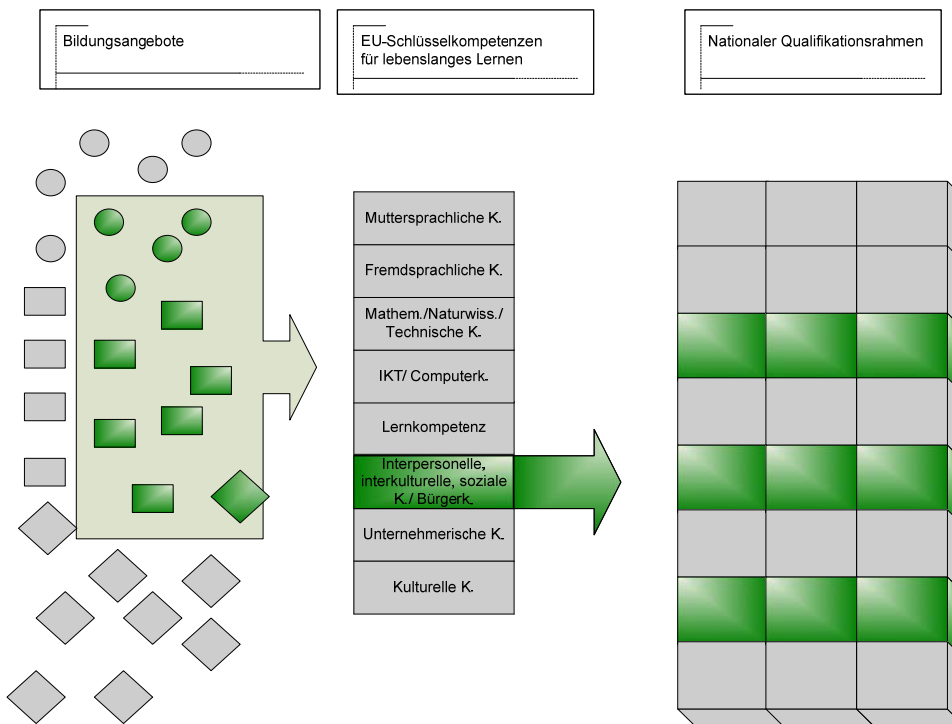 Bildungsangebote
EU-Schlüsselkompetenzen
für lebenslanges Lernen
Nationaler Qualifikationsrahmen
Muttersprachliche K.
Fremdsprachliche K.
Mathem./Naturwiss./
Technische K.
IKT/ Computerk.
Lernkompetenz
Interpersonelle,
interkulturelle, soziale
K./ Bürgerk.
Unternehmerische K.
Kulturelle K.